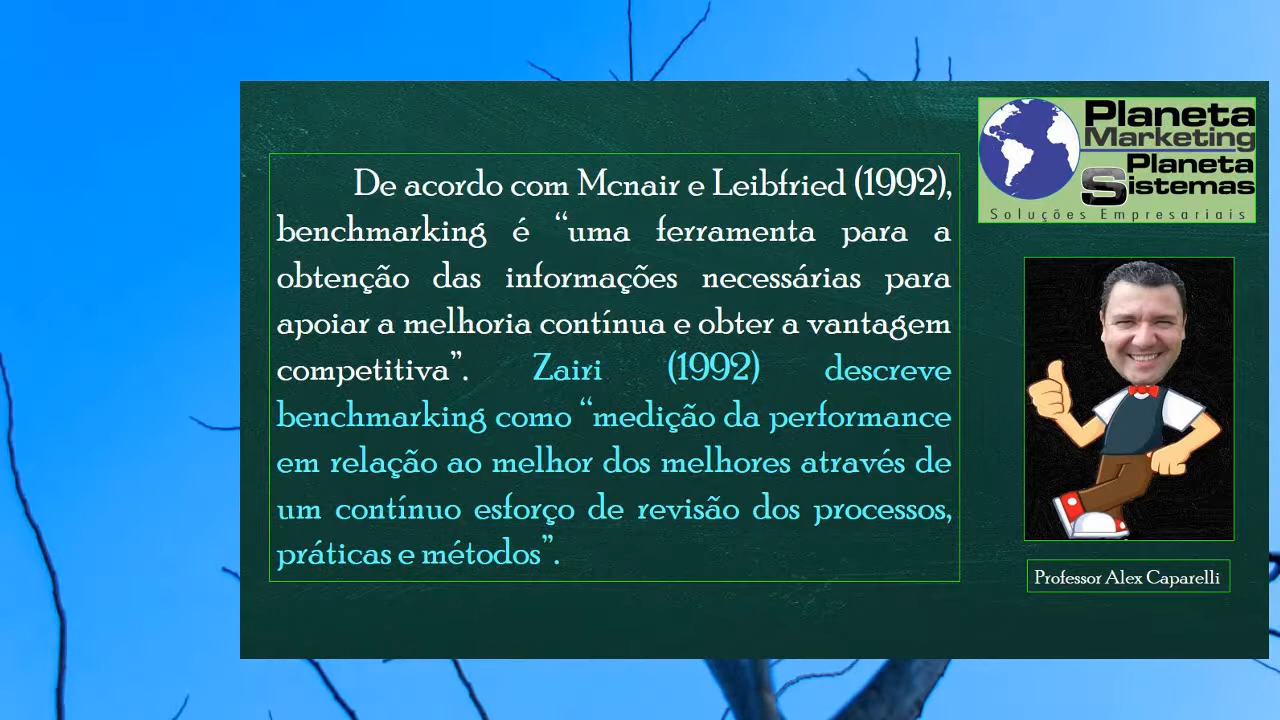 De acordo com Mcnair e Leibfried (1992),
benchmarking é “uma ferramenta para a
obtenção das informações necessárias para
apoiar a melhoria contínua e obter a vantagem
competitiva”. Zairi (1992) descreve
benchmarking como “medição da performance
em relação ao melhor dos melhores através de
um contínuo esforço de revisão dos processos,
práticas e métodos”.
Planeta
Marketing
Planeta
Sistemas
Soluções Empresariais
Professor Alex Caparelli